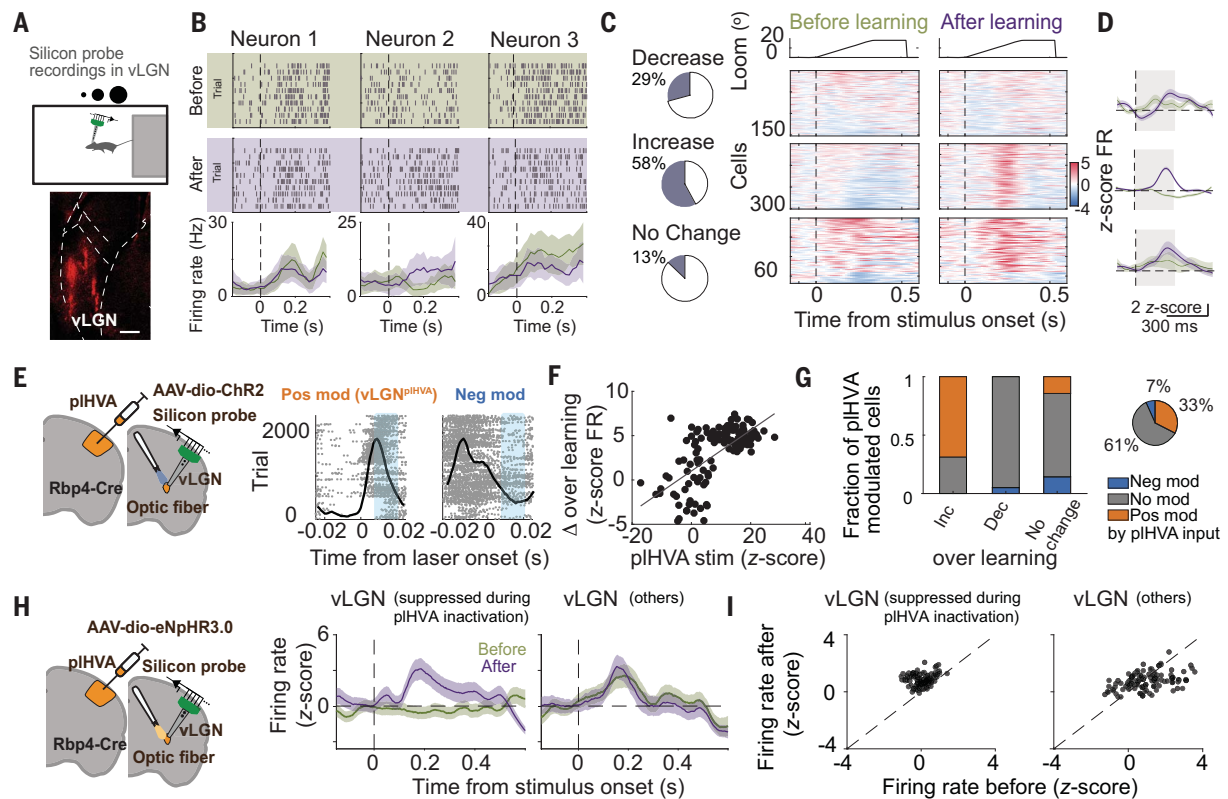 A
Silicon probe
recordings in vLGN
vLGN
B
Neuron 1
Neuron 2
Neuron 3
Before
Trial
After
Trial
Firing rate (Hz)
30
0
25
0
40
0
0 0.2
0 0.2
0 0.2
Time (s)
Time (s)
Time (s)
C
Before learning
After learning
Loom (º)
20
0
Decrease
29%
Increase
58%
No Change
13%
Cells
150
300
60
5
-4
z-score FR
0 0.5
0 0.5
Time from stimulus onset (s)
D
2 z-score
300 ms
E
plHVA
AAV-dio-ChR2
Silicon probe
vLGN
Rbp4-Cre
Optic fiber
Pos mod (vLGNplHVA)
Neg mod
Trial
2000
0
-0.02 0 0.02
-0.02 0 0.02
Time from laser onset (s)
F
Δ over learning
(z-score FR)
10
5
0
-5
-20 0 20 40
plHVA stim (z-score)
G
Fraction of plHVA
modulated cells
1
0.5
0
Inc
Dec
No
change
over learning
7%
33%
61%
Neg mod
No mod
Pos mod
by plHVA input
H
AAV-dio-eNpHR3.0
plHVA
Silicon probe
vLGN
Rbp4-Cre
Optic fiber
vLGN (suppressed during
plHVA inactivation)
vLGN (others)
Firing rate
(z-score)
6
0
Before
After
0 0.2 0.4
0 0.2 0.4
Time from stimulus onset (s)
I
vLGN (suppressed during
plHVA inactivation)
vLGN (others)
Firing rate after
(z-score)
4
0
-4
-4 0 4
-4 0 4
Firing rate before (z-score)